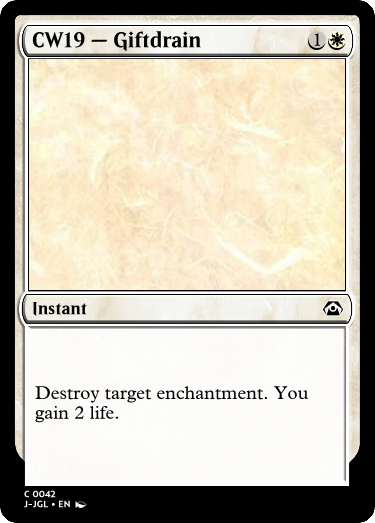 CW19 — Giftdrain 1
Instant
Destroy target enchantment. You
gain 2 life.
C 0042
J-JGL • EN